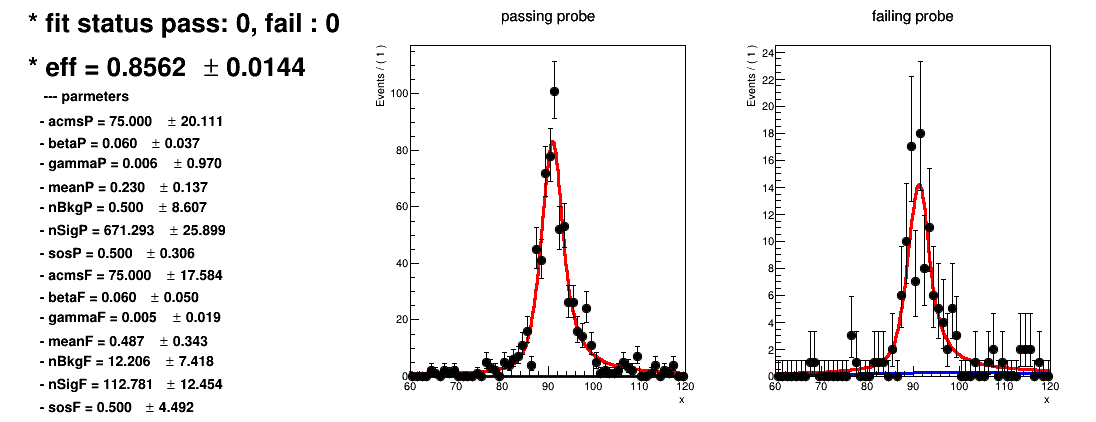 * fit status pass: 0, fail : 0
* eff = 0.8562 ± 0.0144
--- parmeters
- acmsP = 75.000 ± 20.111
- betaP = 0.060 ± 0.037
- gammaP = 0.006 ± 0.970
- meanP = 0.230 ± 0.137
- nBkgP = 0.500 ± 8.607
- nSigP = 671.293 ± 25.899
- sosP = 0.500 ± 0.306
- acmsF = 75.000 ± 17.584
- betaF = 0.060 ± 0.050
- gammaF = 0.005 ± 0.019
- meanF = 0.487 ± 0.343
- nBkgF = 12.206 ± 7.418
- nSigF = 112.781 ± 12.454
- sosF = 0.500 ± 4.492
passing probe
Events / ( 1 )
100
80
60
40
20
0
60 70 80 90 100 110 120
x
failing probe
Events / ( 1 )
24
22
20
18
16
14
12
10
8
6
4
2
0
60 70 80 90 100 110 120
x